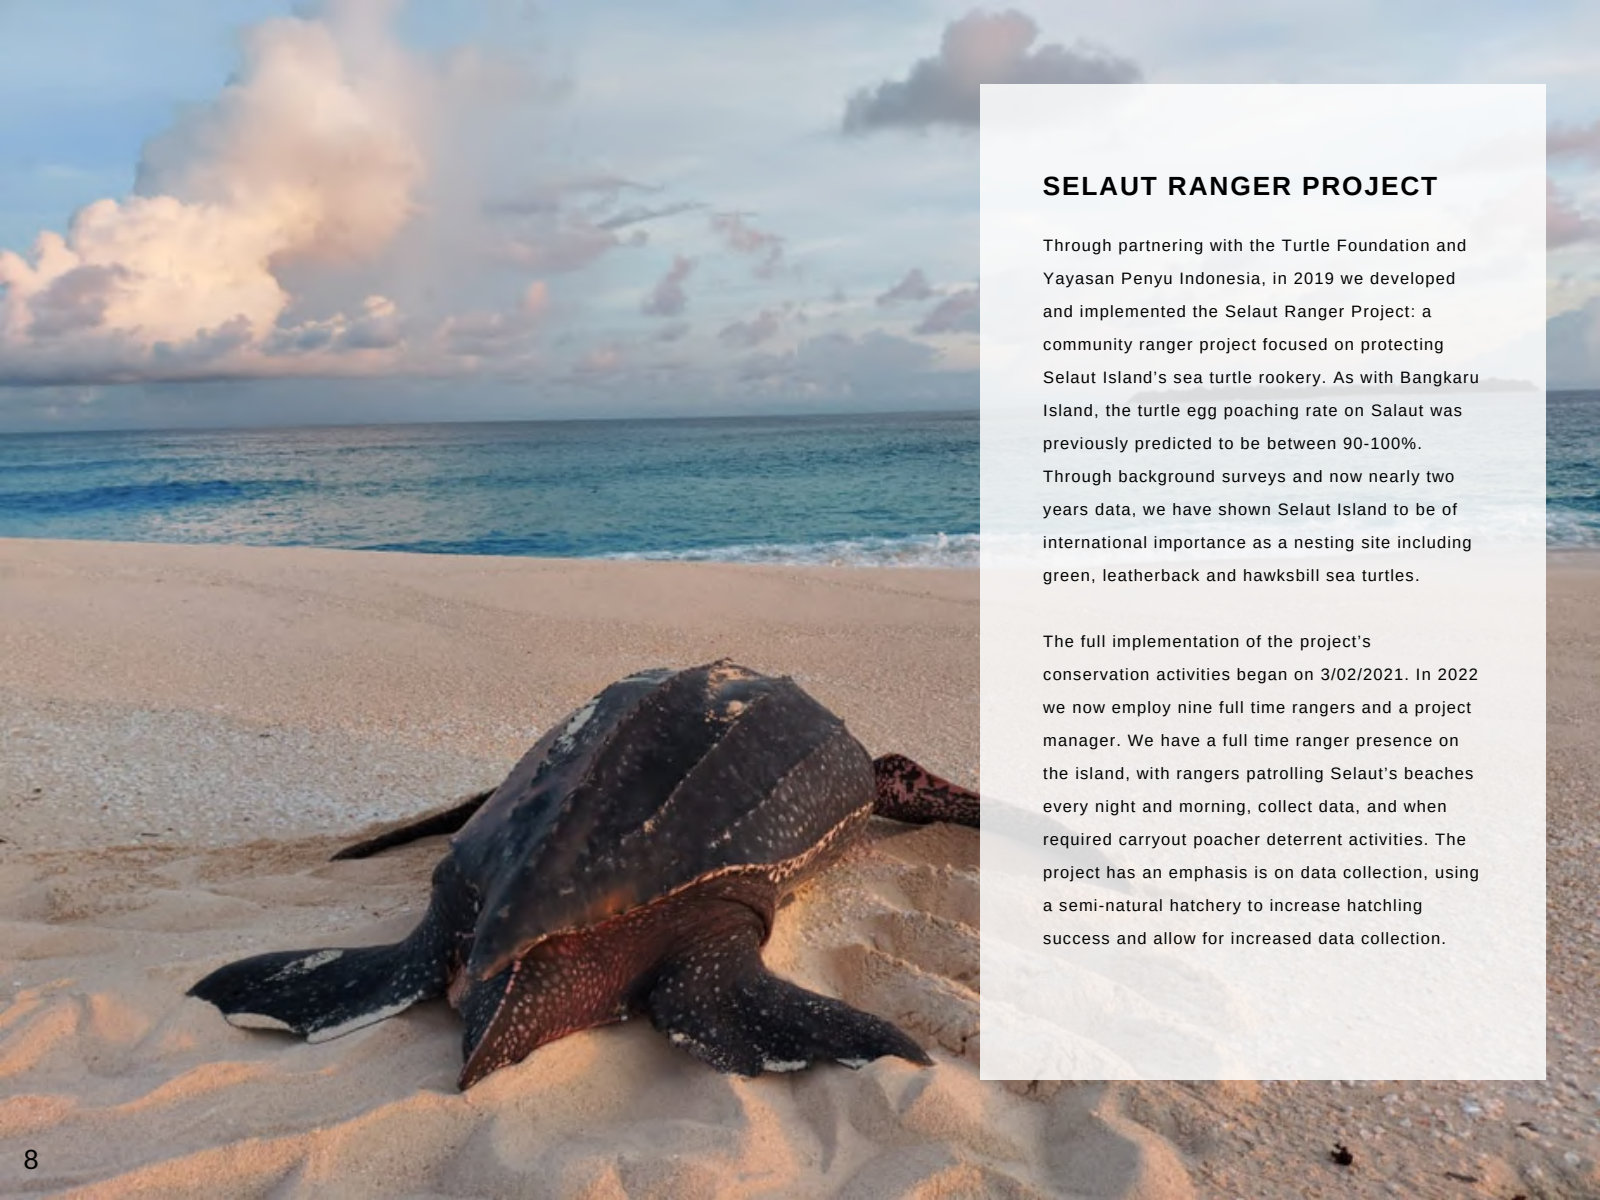 SELAUT RANGER PROJECT
Through partnering with the Turtle Foundation and
Yayasan Penyu Indonesia, in 2019 we developed
and implemented the Selaut Ranger Project: a
community ranger project focused on protecting
Selaut Island’s sea turtle rookery. As with Bangkaru
Island, the turtle egg poaching rate on Salaut was
previously predicted to be between 90-100%.
Through background surveys and now nearly two
years data, we have shown Selaut Island to be of
international importance as a nesting site including
green, leatherback and hawksbill sea turtles.
The full implementation of the project’s
conservation activities began on 3/02/2021. In 2022
we now employ nine full time rangers and a project
manager. We have a full time ranger presence on
the island, with rangers patrolling Selaut’s beaches
every night and morning, collect data, and when
required carryout poacher deterrent activities. The
project has an emphasis is on data collection, using
a semi-natural hatchery to increase hatchling
success and allow for increased data collection.
8